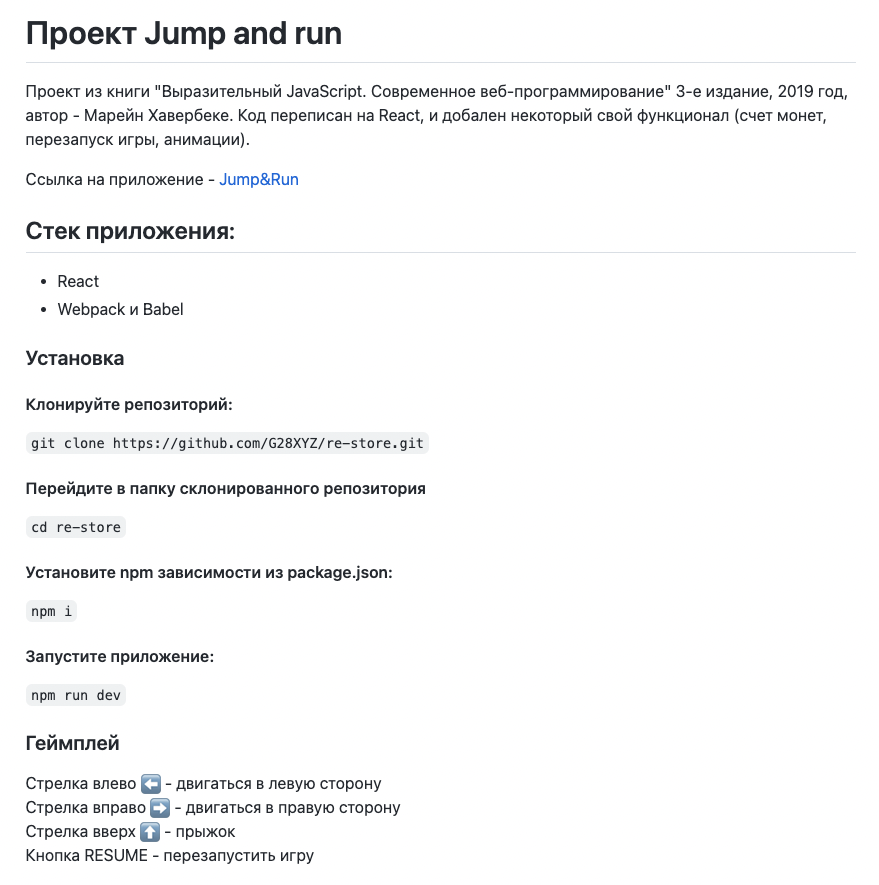 Проект Jump and run
Проект из книги "Выразительный JavaScript. Современное веб-программирование" 3-е издание, 2019 год,
автор - Марейн Хавербеке. Код переписан на React, и добален некоторый свой функционал (счет монет,
перезапуск игры, анимации).
Ссылка на приложение - Jump&Run
Стек приложения:
• React
• Webpack и Babel
Установка
Клонируйте репозиторий:
git clone https://github.com/G28XYZ/re-store.git
Перейдите в папку склонированного репозитория
cd re-store
Установите npm зависимости из package.json:
npm i
Запустите приложение:
npm run dev
Геймплей
Стрелка влево ⬅️ - двигаться в левую сторону
Стрелка вправо ➡️ - двигаться в правую сторону
Стрелка вверх ⬆️ - прыжок
Кнопка RESUME - перезапустить игру